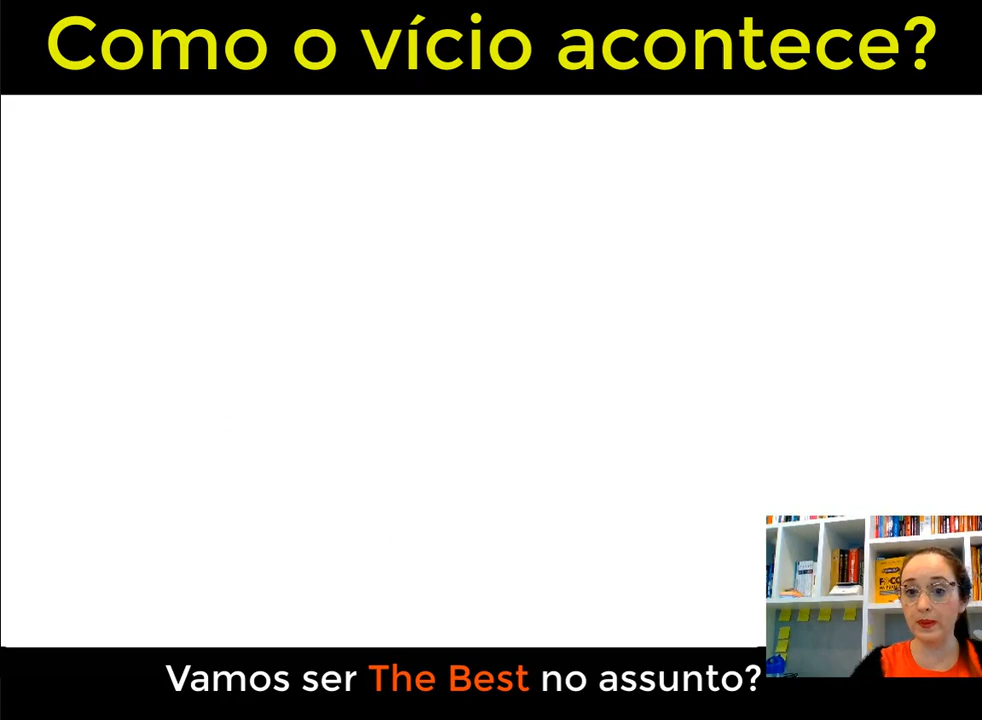 Como o vício acontece?
Vamos ser The Best no assunto?